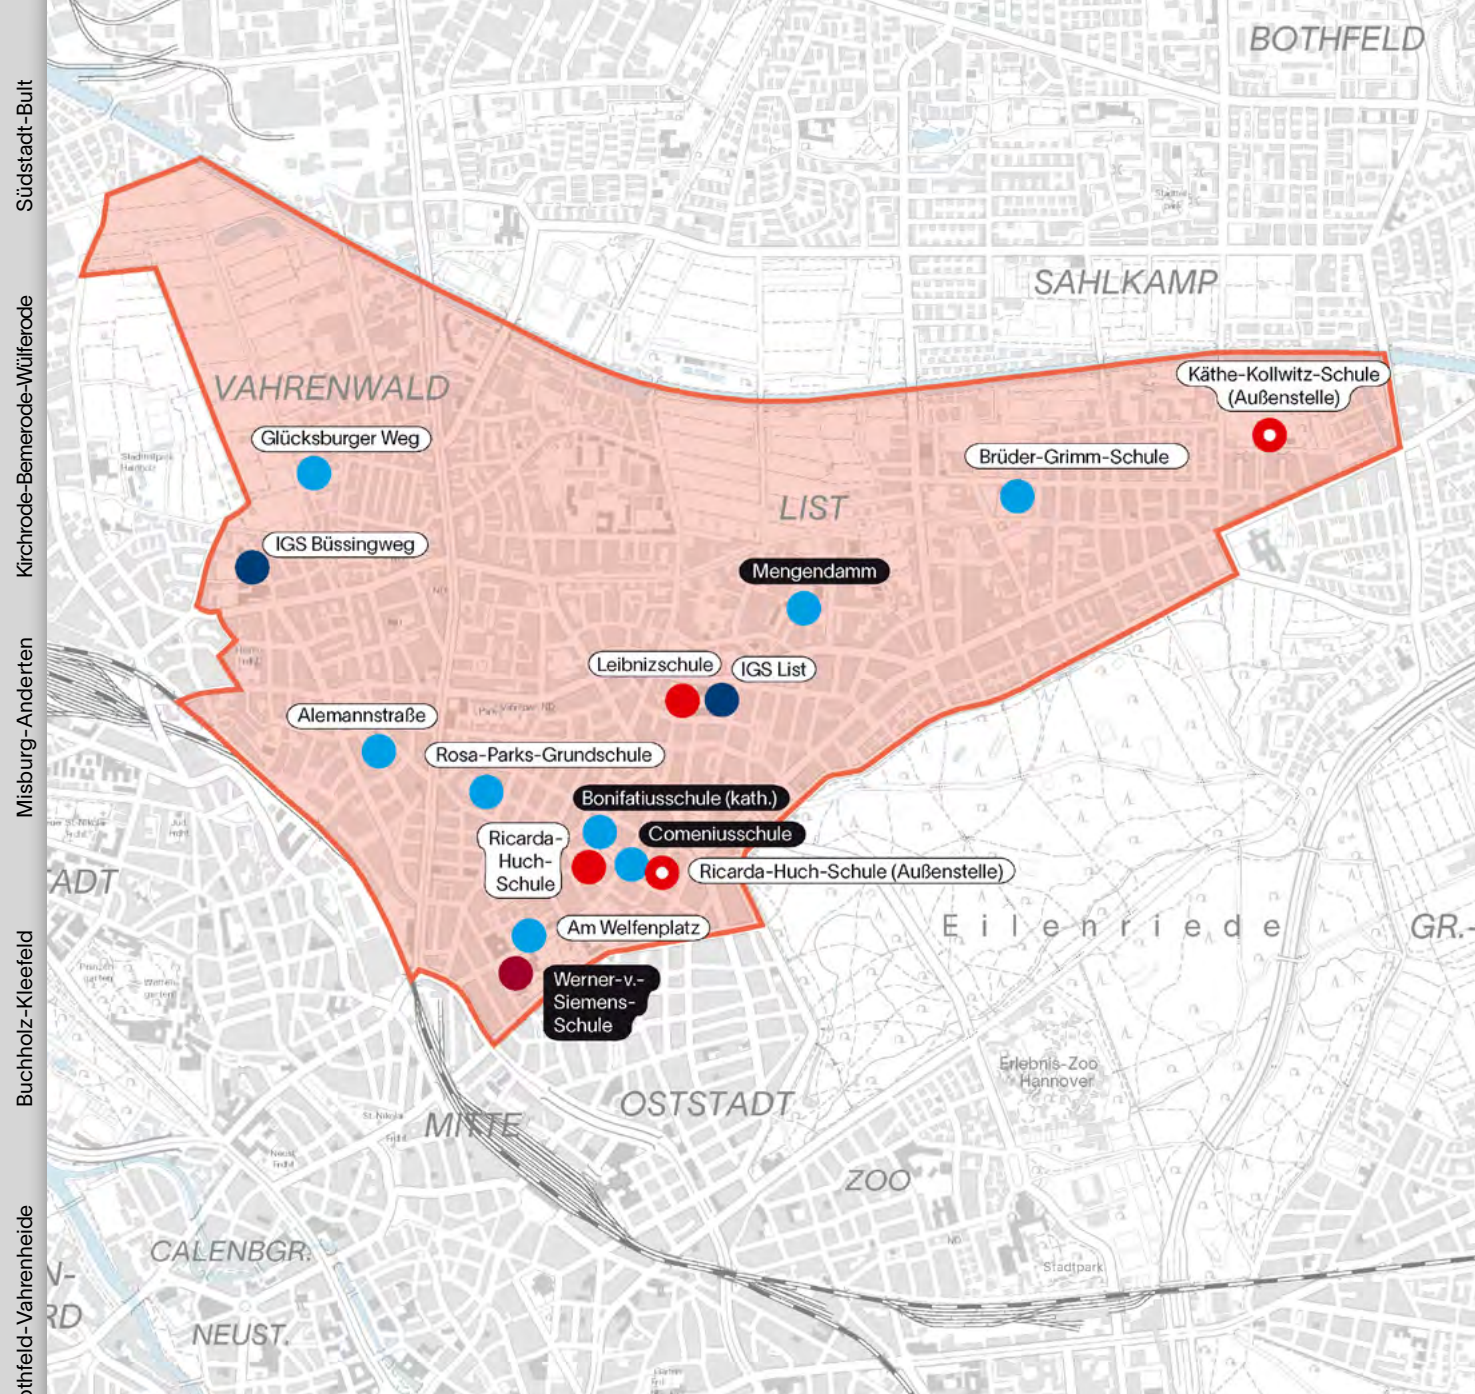 Südstadt-Bult
Kirchrode-Bemerode-Wülferode
Misburg-Anderten
Buchholz-Kleefeld
othfeld-Vahrenheide
BOTHFELD
SAHLKAMP
Käthe-Kollwitz-Schule
(Außenstelle)
VAHRENWALD
Glücksburger Weg
Brüder-Grimm-Schule
LIST
IGS Büssingweg
Mengendamm
Leibnizschule
IGS List
Alemannstraße
Rosa-Parks-Grundschule
Bonifatiusschule (kath.)
Comeniusschule
Ricarda-
Huch-
Schule
Ricarda-Huch-Schule (Außenstelle)
Am Welfenplatz
Werner-v.-
Siemens-
Schule
ADT
Eilenriede
GR.-
Erlebnis-Zoo
Hannover
OSTSTADT
MITTE
ZOO
Stadtpark
CALENBGR.
N-
RD
NEUST.